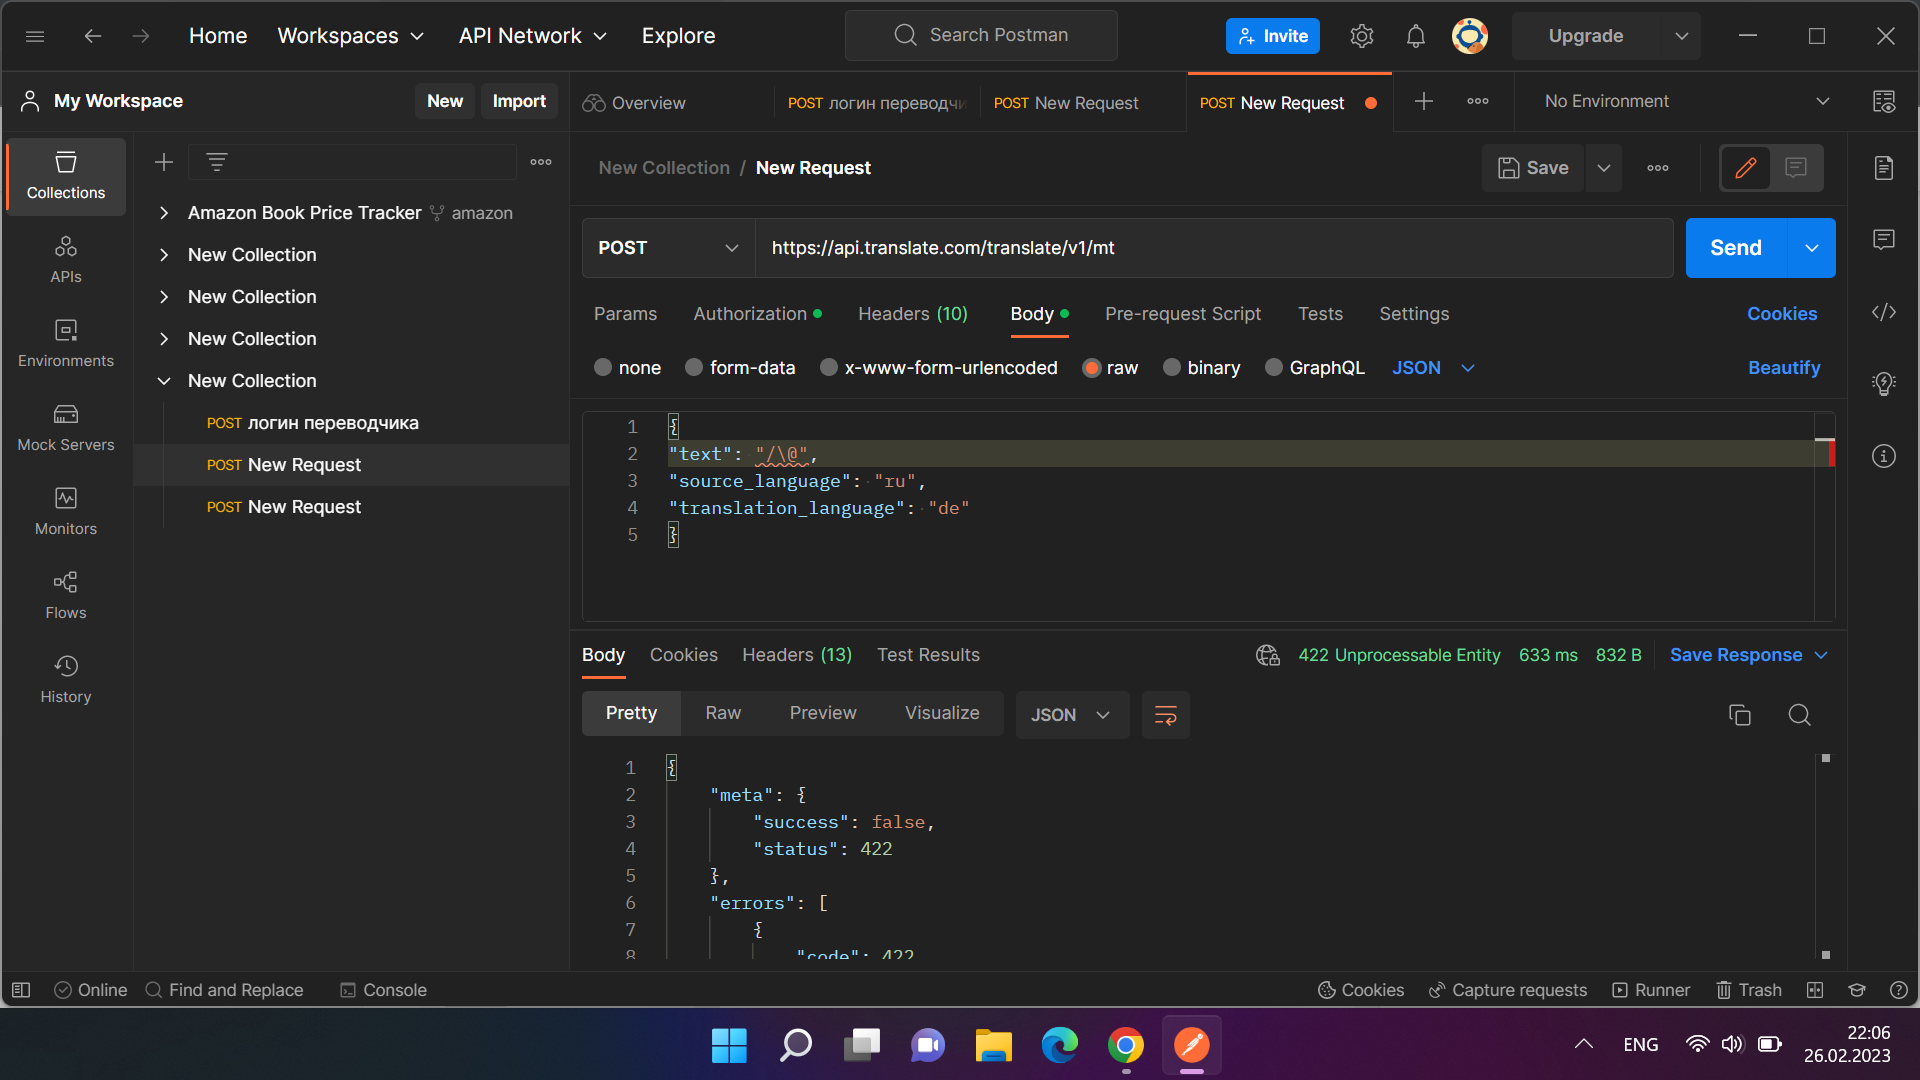 Home Workspaces API Network Explore Search Postman Invite Upgrade
My Workspace New Import
Overview POST логин переводчи POST New Request POST New Request No Environment
Collections
APIs
Environments
Mock Servers
Monitors
Flows
History
Amazon Book Price Tracker amazon
New Collection
New Collection
New Collection
New Collection
POST логин переводчика
POST New Request
POST New Request
New Collection / New Request Save
POST https://api.translate.com/translate/v1/mt Send
Params Authorization Headers (10) Body Pre-request Script Tests Settings Cookies
none form-data x-www-form-urlencoded raw binary GraphQL JSON Beautify
1 {
2 "text": "/\@",
3 "source_language": "ru",
4 "translation_language": "de"
5 }
Body Cookies Headers (13) Test Results 422 Unprocessable Entity 633 ms 832 B Save Response
Pretty Raw Preview Visualize JSON
1 {
2 "meta": {
3 "success": false,
4 "status": 422
5 },
6 "errors": [
7 {
8 "code": 422
Online Find and Replace Console Cookies Capture requests Runner Trash
ENG 22:06
26.02.2023